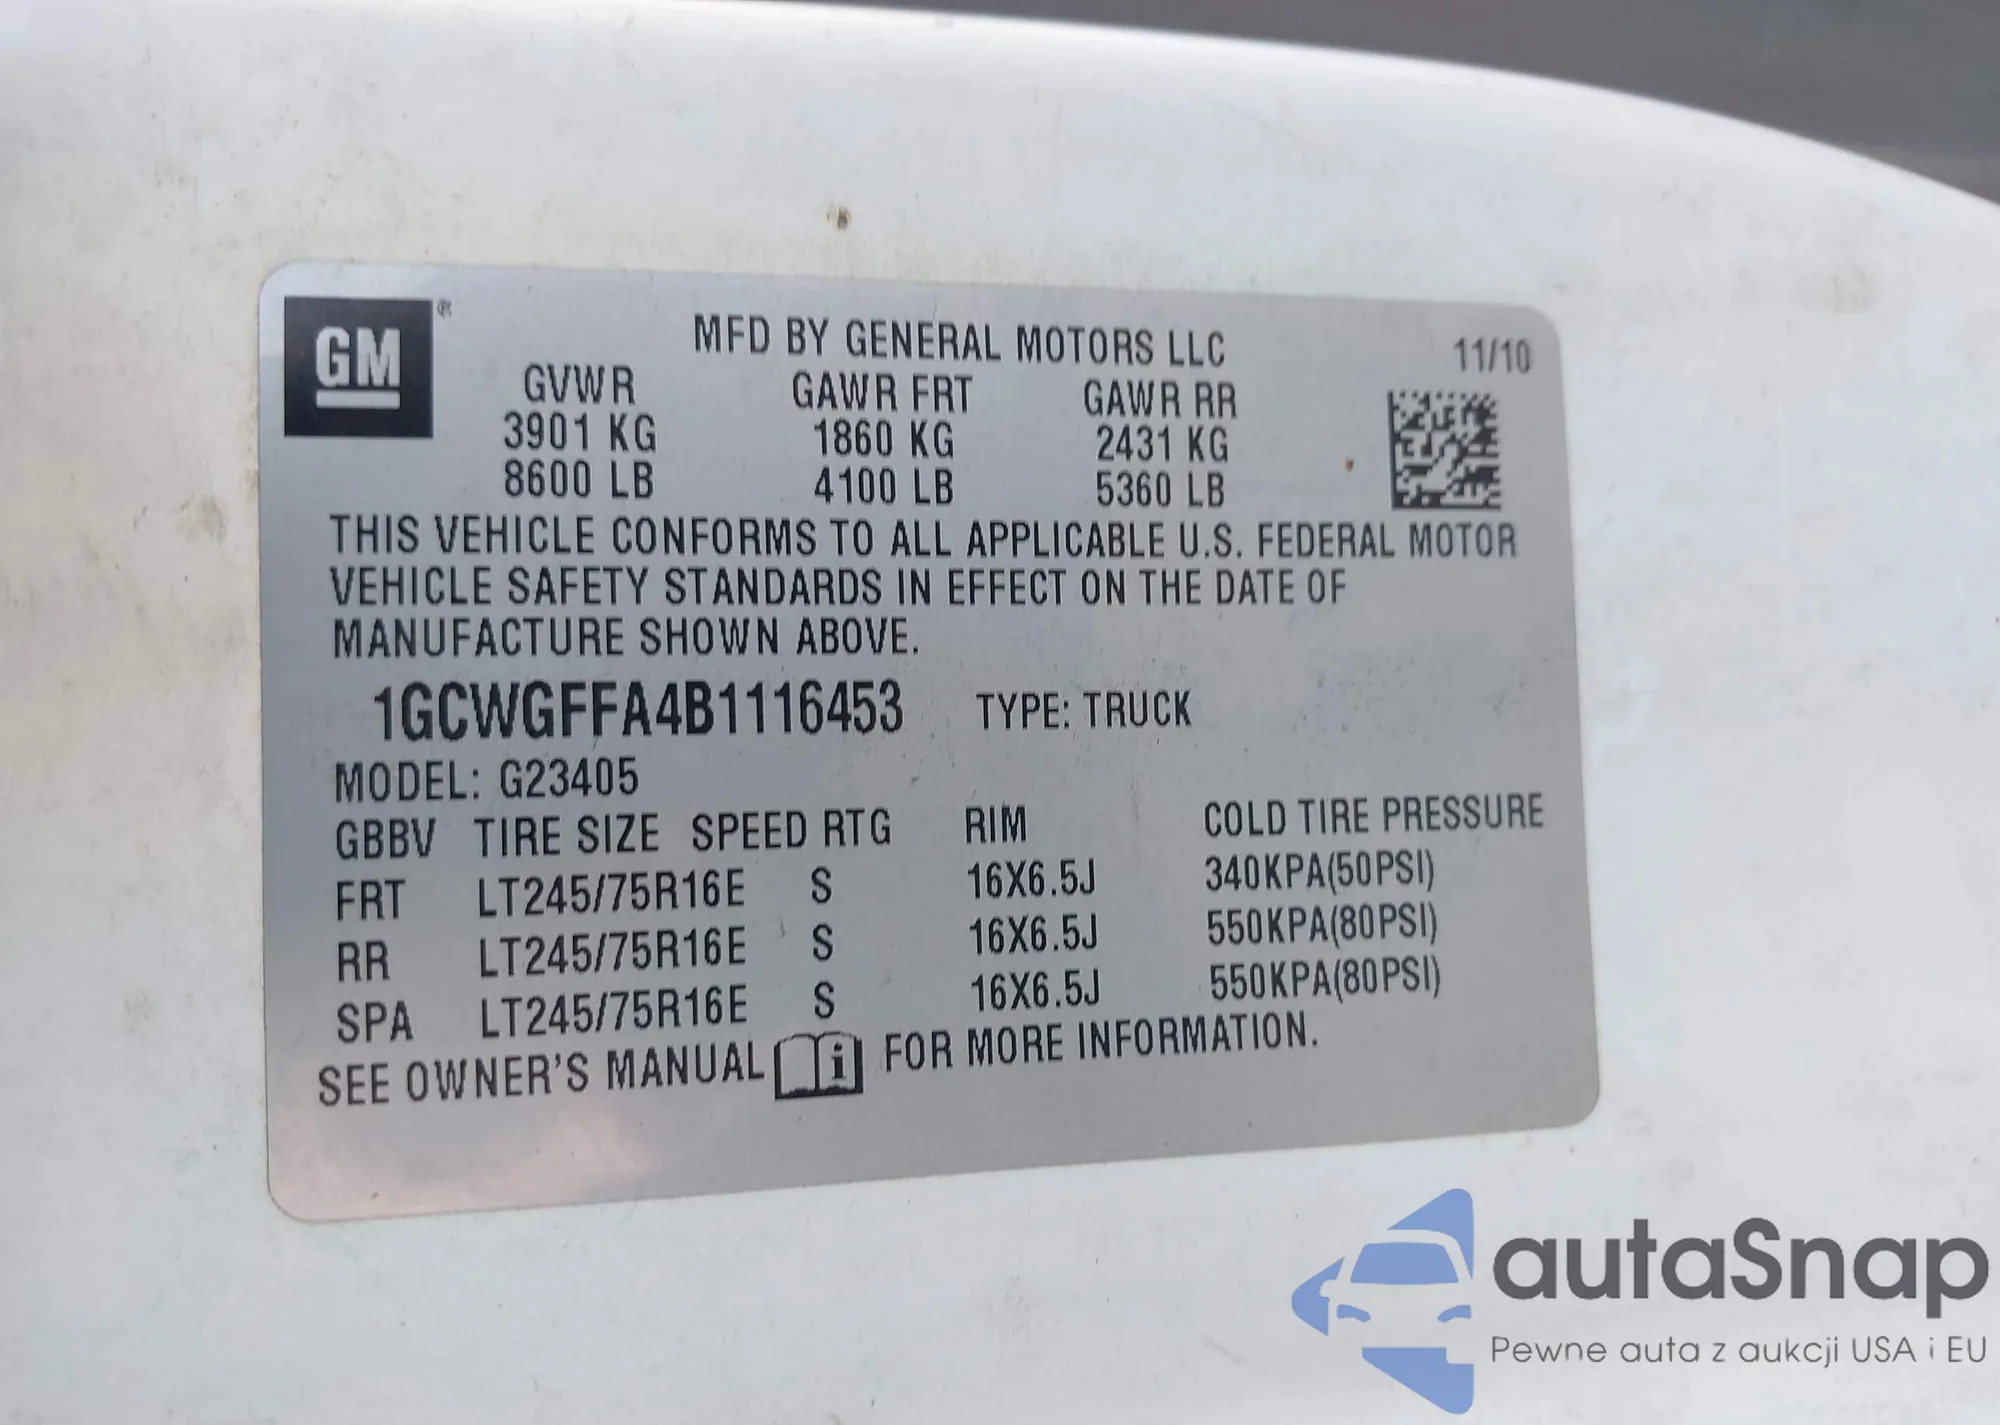 GM ®
MFD BY GENERAL MOTORS LLC 11/10
GVWR GAWR FRT GAWR RR
3901 KG 1860 KG 2431 KG
8600 LB 4100 LB 5360 LB
THIS VEHICLE CONFORMS TO ALL APPLICABLE U.S. FEDERAL MOTOR
VEHICLE SAFETY STANDARDS IN EFFECT ON THE DATE OF
MANUFACTURE SHOWN ABOVE.
1GCWGFFA4B1116453 TYPE: TRUCK
MODEL: G23405
GBBV TIRE SIZE SPEED RTG RIM COLD TIRE PRESSURE
FRT LT245/75R16E S 16X6.5J 340KPA(50PSI)
RR LT245/75R16E S 16X6.5J 550KPA(80PSI)
SPA LT245/75R16E S 16X6.5J 550KPA(80PSI)
SEE OWNER'S MANUAL i FOR MORE INFORMATION.
autaSnap
Pewne auta z aukcji USA i EU